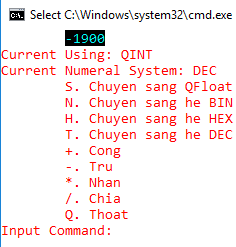 Select C:\Windows\system32\cmd.exe
-1900
Current Using: QINT
Current Numeral System: DEC
S. Chuyen sang QFloat
N. Chuyen sang he BIN
H. Chuyen sang he HEX
T. Chuyen sang he DEC
+. Cong
-. Tru
*. Nhan
/. Chia
Q. Thoat
Input Command: